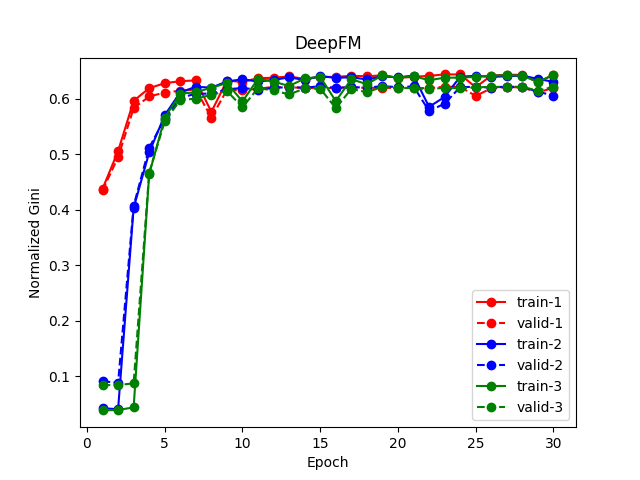 DeepFM
Normalized Gini
0.6
0.5
0.4
0.3
0.2
0.1
0
5
10
15
20
25
30
Epoch
train-1
valid-1
train-2
valid-2
train-3
valid-3